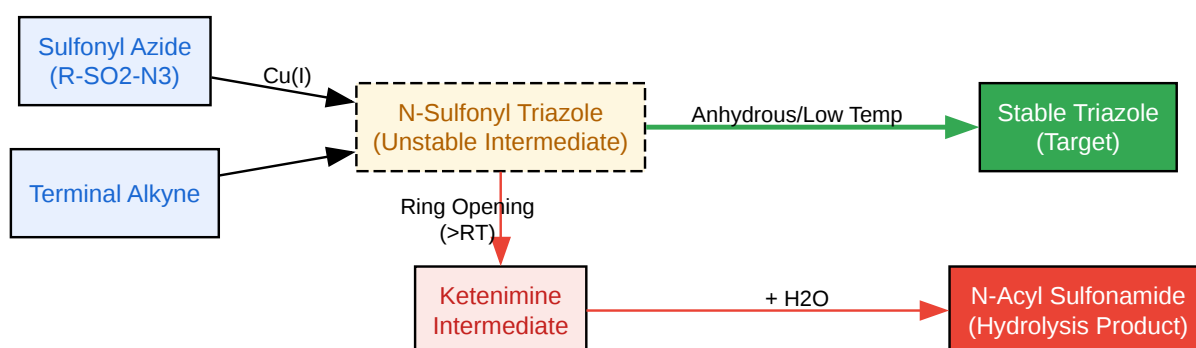 Sulfonyl Azide
(R-SO2-N3)
Cu(I)
Terminal Alkyne
N-Sulfonyl Triazole
(Unstable Intermediate)
Anhydrous/Low Temp
Stable Triazole
(Target)
Ring Opening
(>RT)
Ketenimine
Intermediate
+ H2O
N-Acyl Sulfonamide
(Hydrolysis Product)